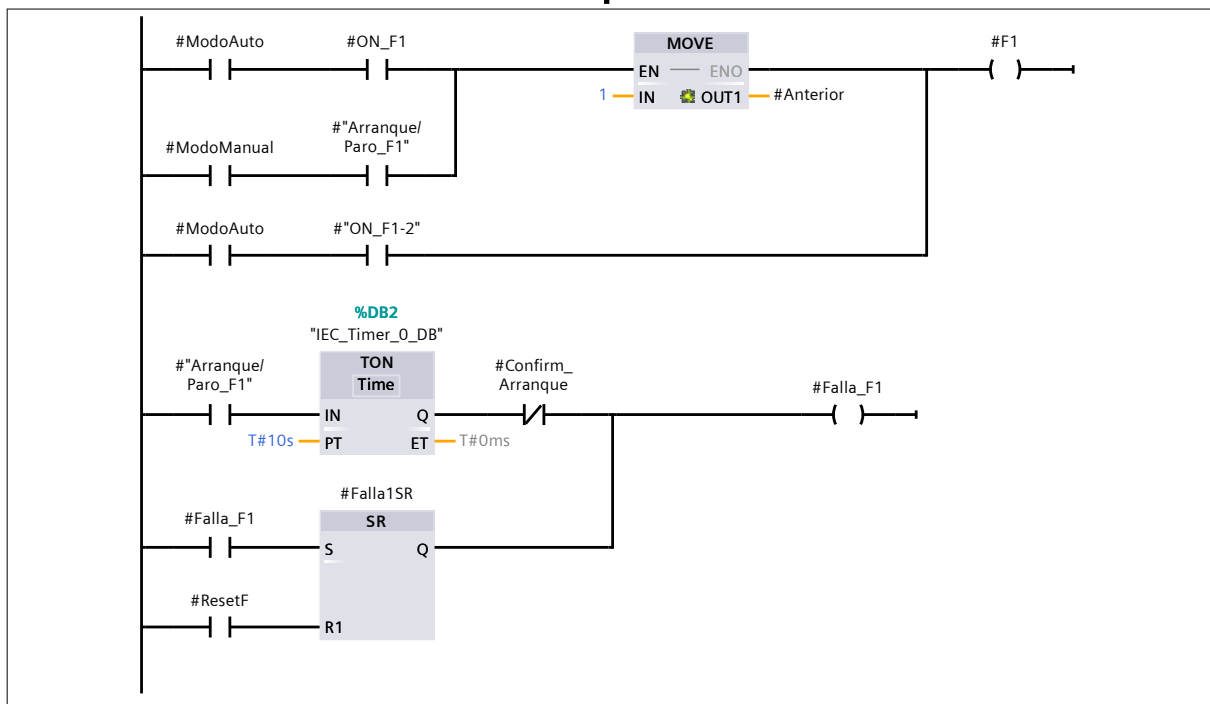 #ModoAuto
#ON_F1
MOVE
#F1
EN
ENO
1
IN
OUT1
#Anterior
#ModoManual
#"Arranque/
Paro_F1"
#ModoAuto
#"ON_F1-2"
%DB2
"IEC_Timer_0_DB"
#"Arranque/
Paro_F1"
TON
Time
#Confirm_
Arranque
#Falla_F1
IN
Q
T#10s
PT
ET
T#0ms
#Falla1SR
#Falla_F1
SR
S
Q
#ResetF
R1